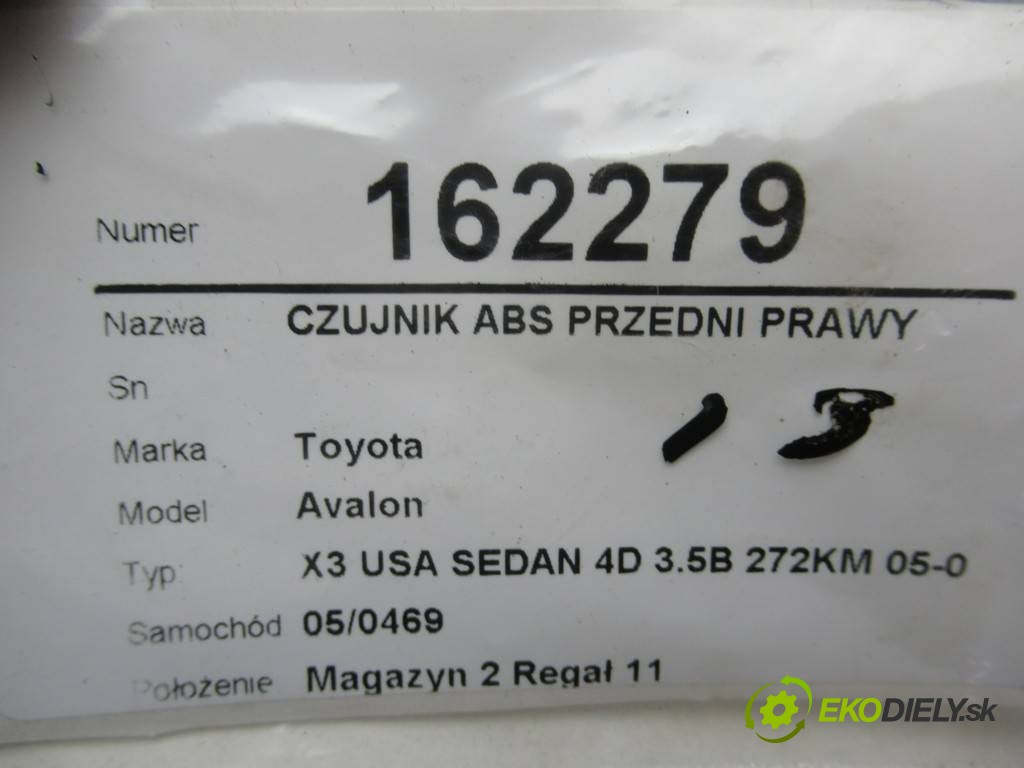 Numer 162279
Nazwa CZUJNIK ABS PRZEDNI PRAWY
Sn
Marka Toyota
Model Avalon
Typ X3 USA SEDAN 4D 3.5B 272KM 05-0
Samochód 05/0469
Położenie Magazyn 2 Regał 11
EKODIELY.sk